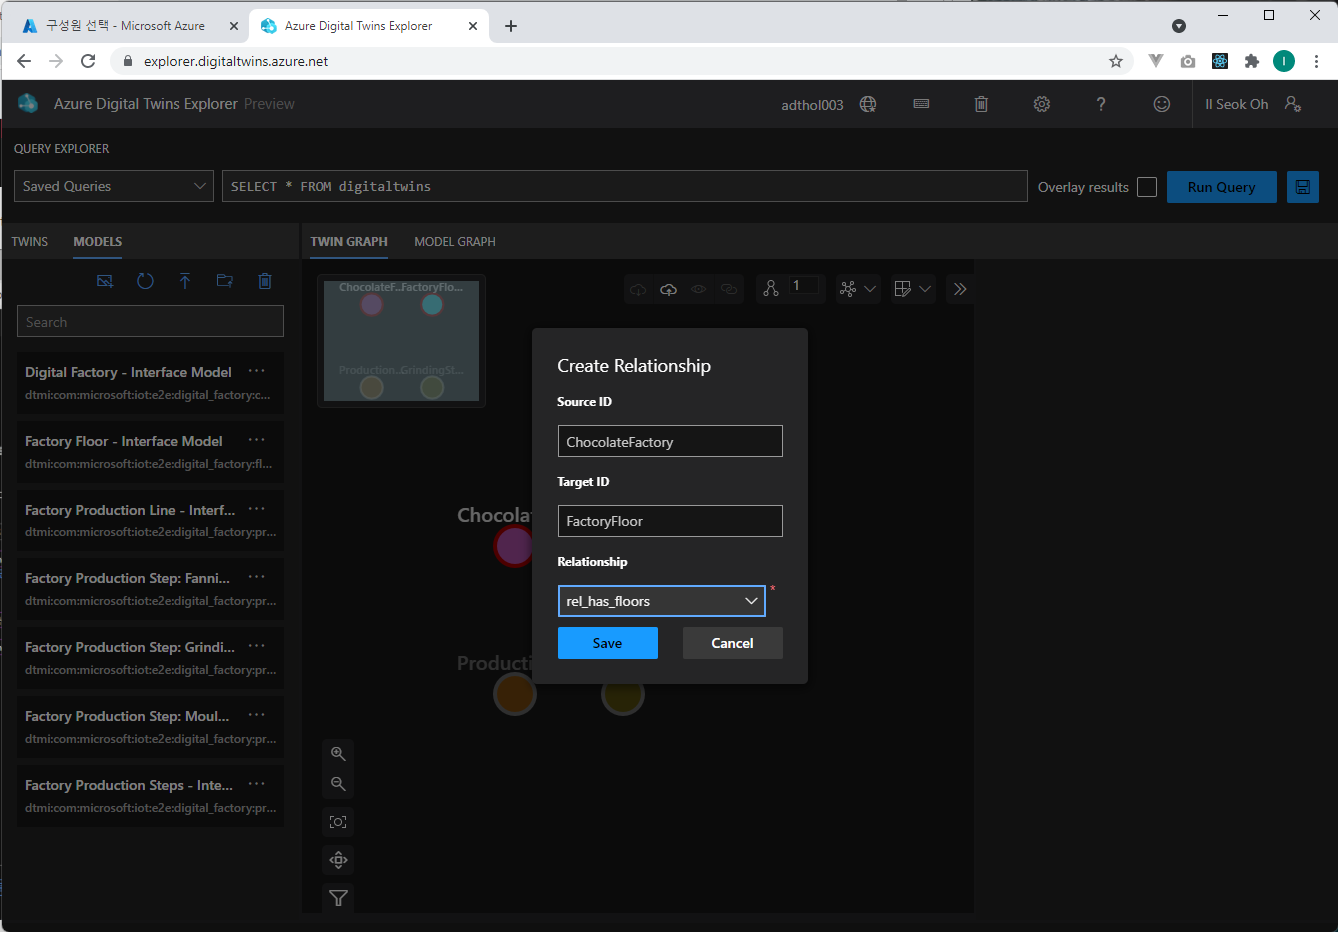 구성원 선택 - Microsoft Azure
Azure Digital Twins Explorer
explorer.digitaltwins.azure.net
I
Azure Digital Twins Explorer Preview
adthol003
?
Il Seok Oh
QUERY EXPLORER
Saved Queries
SELECT * FROM digitaltwins
Overlay results
Run Query
TWINS
MODELS
TWIN GRAPH
MODEL GRAPH
Search
Digital Factory - Interface Model
dtmi:com:microsoft:iot:e2e:digital_factory:c...
Factory Floor - Interface Model
dtmi:com:microsoft:iot:e2e:digital_factory:fl...
Factory Production Line - Interf...
dtmi:com:microsoft:iot:e2e:digital_factory:pr...
Factory Production Step: Fanni...
dtmi:com:microsoft:iot:e2e:digital_factory:pr...
Factory Production Step: Grindi...
dtmi:com:microsoft:iot:e2e:digital_factory:pr...
Factory Production Step: Moul...
dtmi:com:microsoft:iot:e2e:digital_factory:pr...
Factory Production Steps - Inte...
dtmi:com:microsoft:iot:e2e:digital_factory:pr...
ChocolateF...FactoryFlo...
Production...GrindingSt...
1
Chocola
Producti
Create Relationship
Source ID
ChocolateFactory
Target ID
FactoryFloor
Relationship
rel_has_floors
*
Save
Cancel